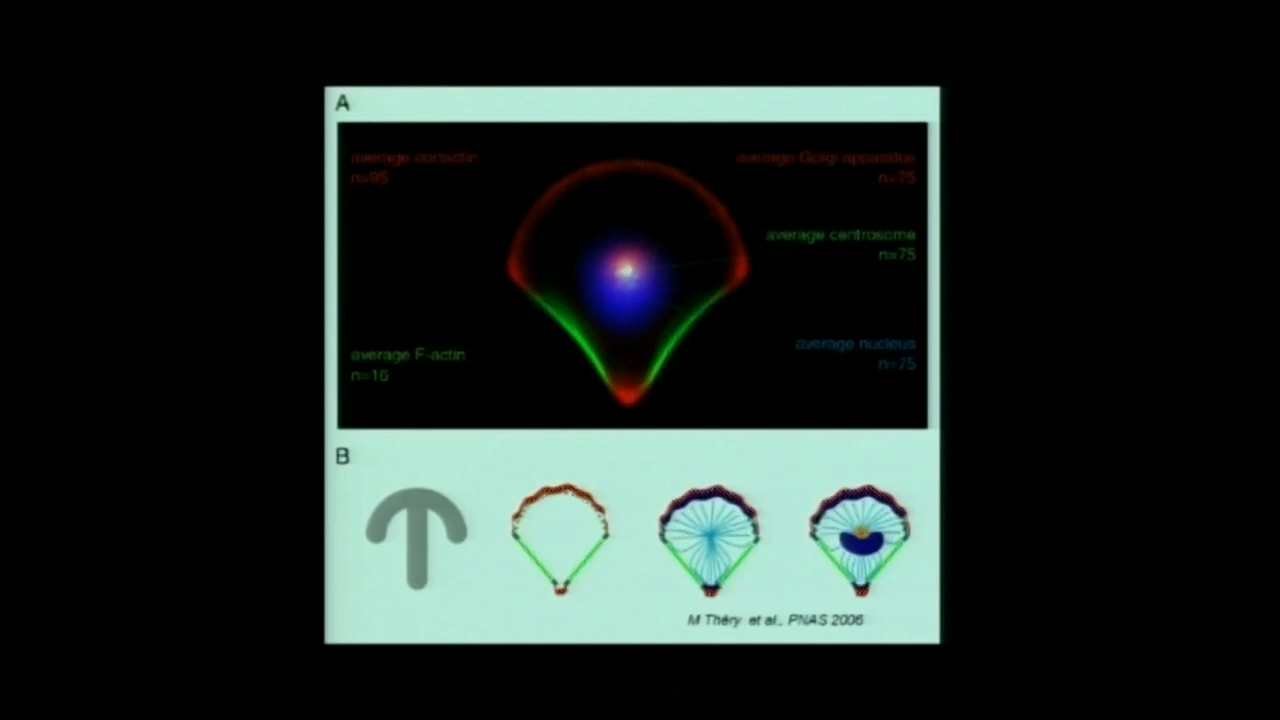 A
average cortactin
n=95
average Golgi apparatus
n=75
average centrosome
n=75
average F-actin
n=16
average nucleus
n=75
B
M Théry et al., PNAS 2006